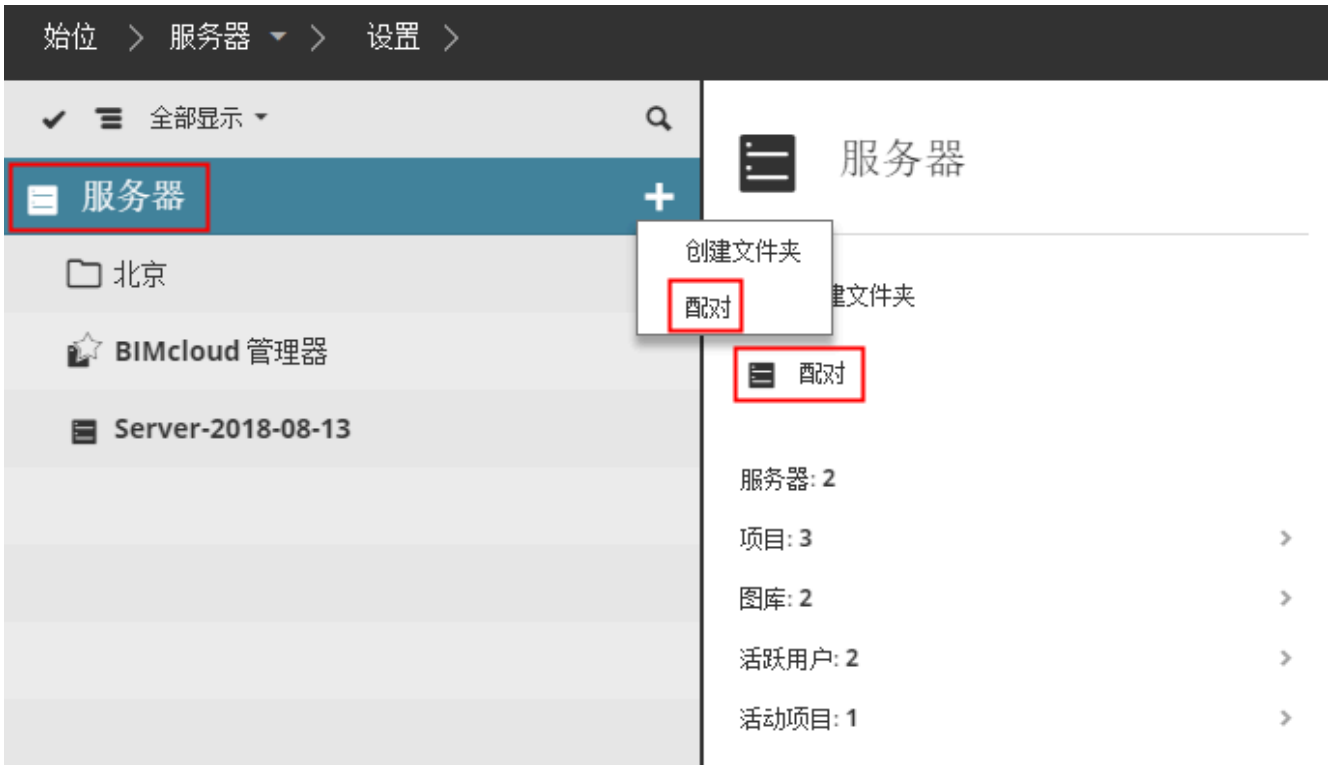 始位 > 服务器 > 设置 >
全部显示
服务器
创建文件夹
配对
北京
BIMcloud 管理器
Server-2018-08-13
服务器
建文件夹
配对
服务器: 2
项目: 3
图库: 2
活跃用户: 2
活动项目: 1